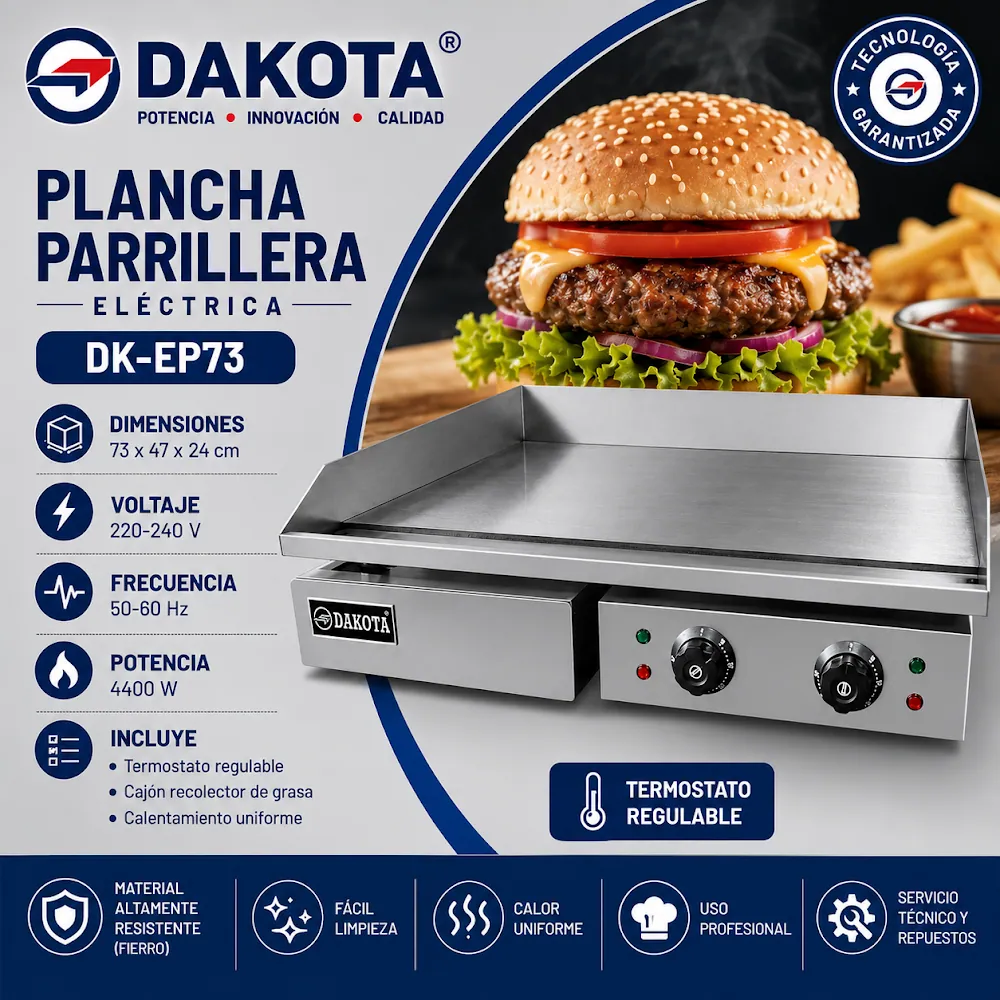 DAKOTA®
POTENCIA • INNOVACIÓN • CALIDAD
TECNOLOGÍA
GARANTIZADA
PLANCHA
PARRILLERA
ELÉCTRICA
DK-EP73
DIMENSIONES
73 x 47 x 24 cm
VOLTAJE
220-240 V
FRECUENCIA
50-60 Hz
POTENCIA
4400 W
INCLUYE
• Termostato regulable
• Cajón recolector de grasa
• Calentamiento uniforme
DAKOTA®
TERMOSTATO
REGULABLE
MATERIAL
ALTAMENTE
RESISTENTE
(FIERRO)
FÁCIL
LIMPIEZA
CALOR
UNIFORME
USO
PROFESIONAL
SERVICIO
TÉCNICO Y
REPUESTOS